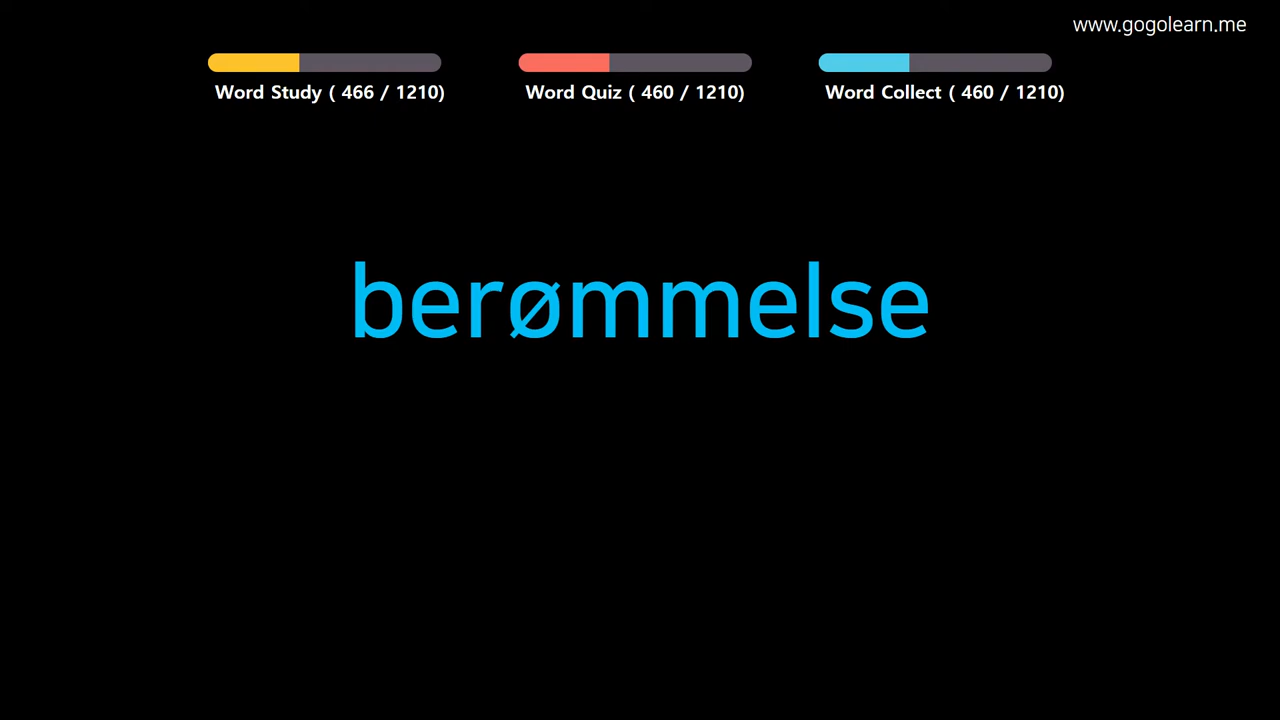 www.gogolearn.me
Word Study ( 466 / 1210)
Word Quiz ( 460 / 1210)
Word Collect ( 460 / 1210)
berømmelse